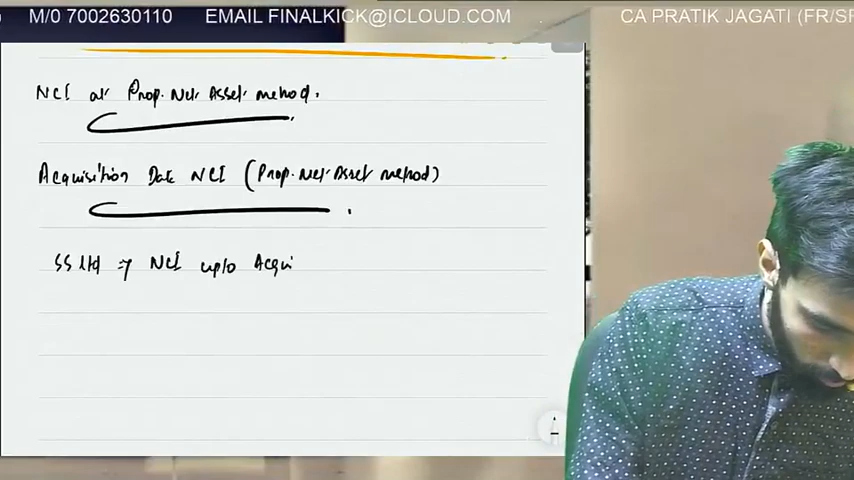 M/0 7002630110 EMAIL FINALKICK@ICLOUD.COM CA PRATIK JAGATI (FR/SF
NCI at Prop. Net Asset method.
Acquisition Date NCI (Prop. Net Asset method)
SS Ltd => NCI upto Acqui